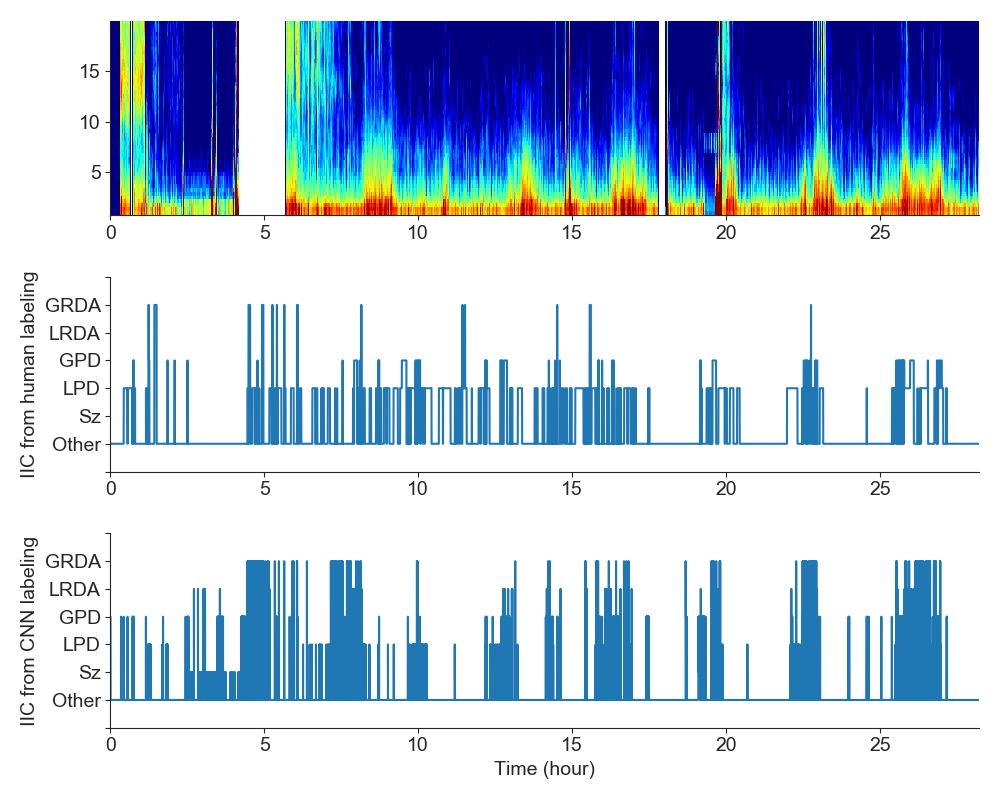 15
10
5
0 5 10 15 20 25
IIC from human labeling
GRDA
LRDA
GPD
LPD
Sz
Other
0 5 10 15 20 25
IIC from CNN labeling
GRDA
LRDA
GPD
LPD
Sz
Other
0 5 10 15 20 25
Time (hour)